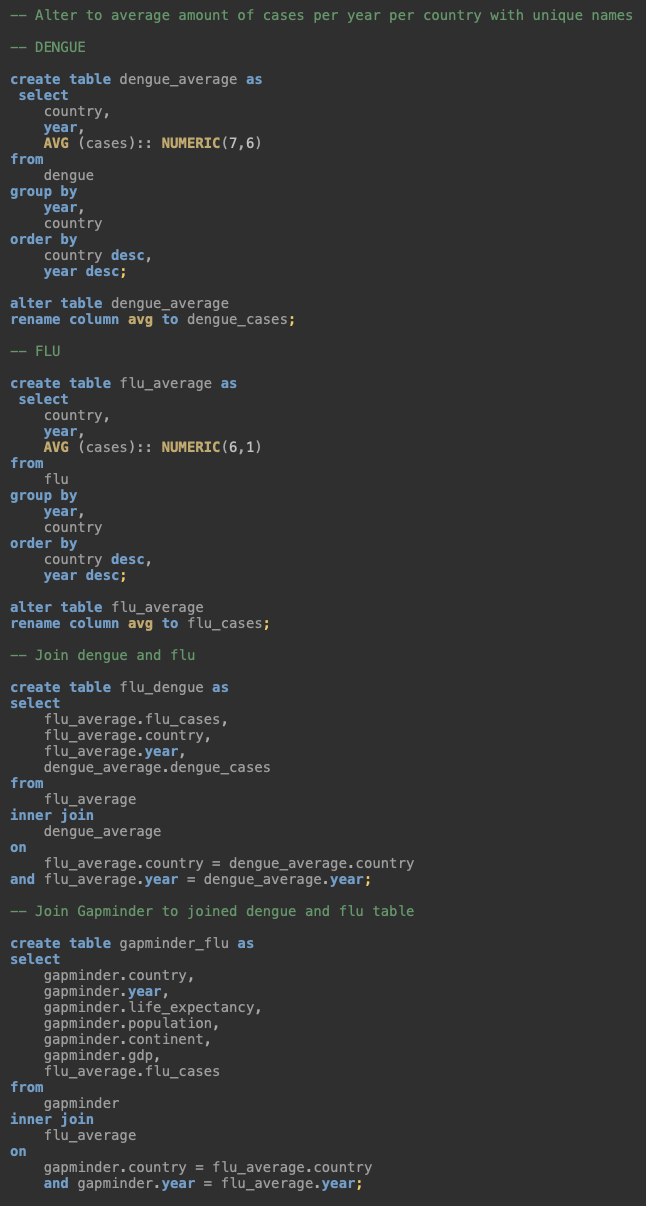 -- Alter to average amount of cases per year per country with unique names
-- DENGUE
create table dengue_average as
select
country,
year,
AVG (cases):: NUMERIC(7,6)
from
dengue
group by
year,
country
order by
country desc,
year desc;
alter table dengue_average
rename column avg to dengue_cases;
-- FLU
create table flu_average as
select
country,
year,
AVG (cases):: NUMERIC(6,1)
from
flu
group by
year,
country
order by
country desc,
year desc;
alter table flu_average
rename column avg to flu_cases;
-- Join dengue and flu
create table flu_dengue as
select
flu_average.flu_cases,
flu_average.country,
flu_average.year,
dengue_average.dengue_cases
from
flu_average
inner join
dengue_average
on
flu_average.country = dengue_average.country
and flu_average.year = dengue_average.year;
-- Join Gapminder to joined dengue and flu table
create table gapminder_flu as
select
gapminder.country,
gapminder.year,
gapminder.life_expectancy,
gapminder.population,
gapminder.continent,
gapminder.gdp,
flu_average.flu_cases
from
gapminder
inner join
flu_average
on
gapminder.country = flu_average.country
and gapminder.year = flu_average.year;